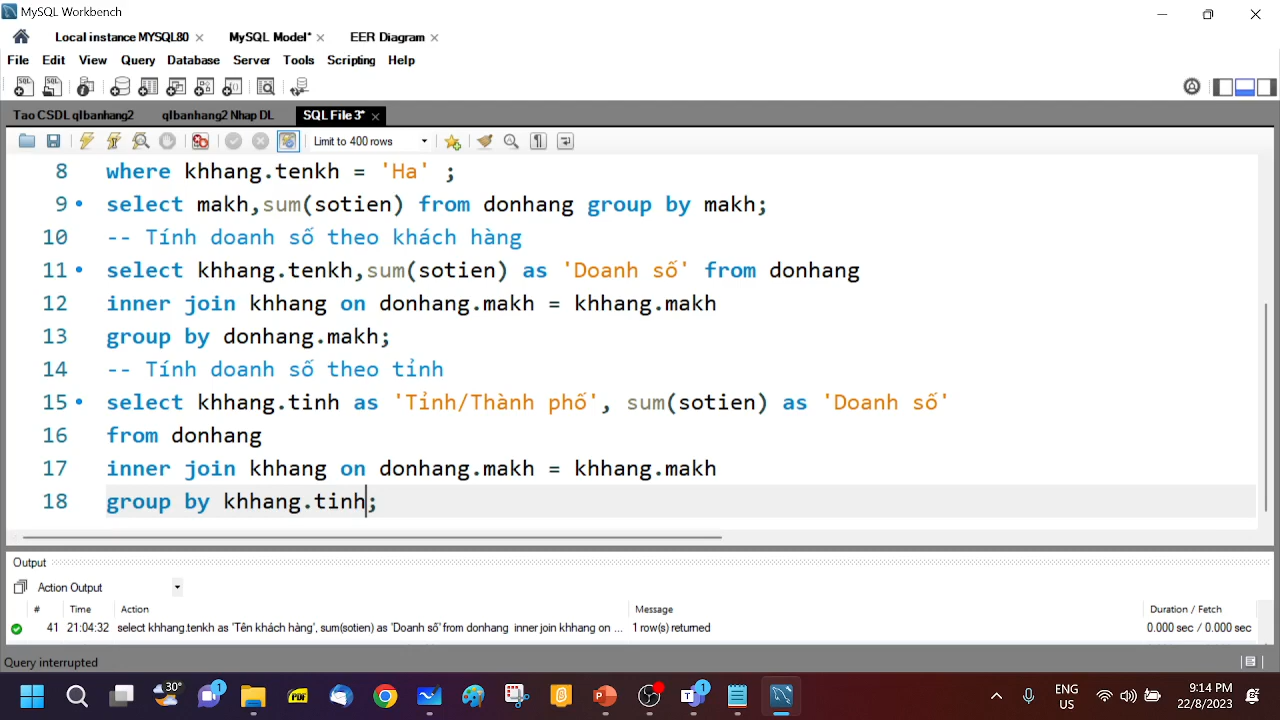 MySQL Workbench
Local instance MYSQL80 MySQL Model* EER Diagram
File Edit View Query Database Server Tools Scripting Help
Tao CSDL qlbanhang2 qlbanhang2 Nhap DL SQL File 3*
Limit to 400 rows
8 where khhang.tenkh = 'Ha' ;
9 select makh,sum(sotien) from donhang group by makh;
10 -- Tính doanh số theo khách hàng
11 select khhang.tenkh,sum(sotien) as 'Doanh số' from donhang
12 inner join khhang on donhang.makh = khhang.makh
13 group by donhang.makh;
14 -- Tính doanh số theo tỉnh
15 select khhang.tinh as 'Tỉnh/Thành phố', sum(sotien) as 'Doanh số'
16 from donhang
17 inner join khhang on donhang.makh = khhang.makh
18 group by khhang.tinh;
Output
Action Output
# Time Action Message Duration / Fetch
41 21:04:32 select khhang.tenkh as 'Tên khách hàng', sum(sotien) as 'Doanh số' from donhang inner join khhang on ... 1 row(s) returned 0.000 sec / 0.000 sec
Query interrupted
30° 1 PDF 1 ENG 9:14 PM
US 22/8/2023